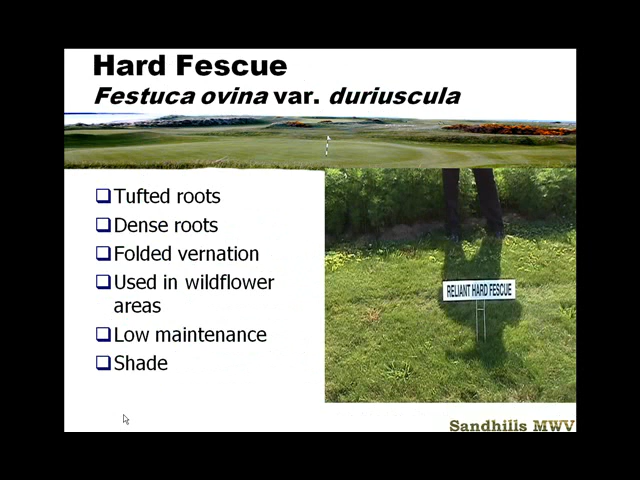 Hard Fescue
Festuca ovina var. duriuscula
Tufted roots
Dense roots
Folded vernation
Used in wildflower
areas
Low maintenance
Shade
RELIANT HARD FESCUE
Sandhills MWV